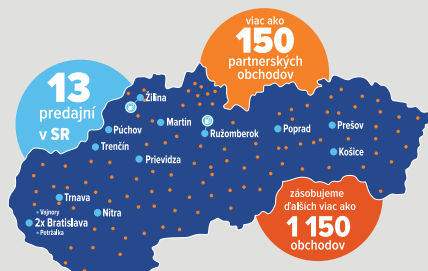 viac ako
150
partnerských
obchodov
13
predajní
v SR
Žilina
Martin
Púchov
Ružomberok
Poprad
Prešov
Trenčín
Prievidza
Košice
Trnava
Vajnory
Nitra
2x Bratislava
Petržalka
zásobujeme
ďalších viac ako
1 150
obchodov